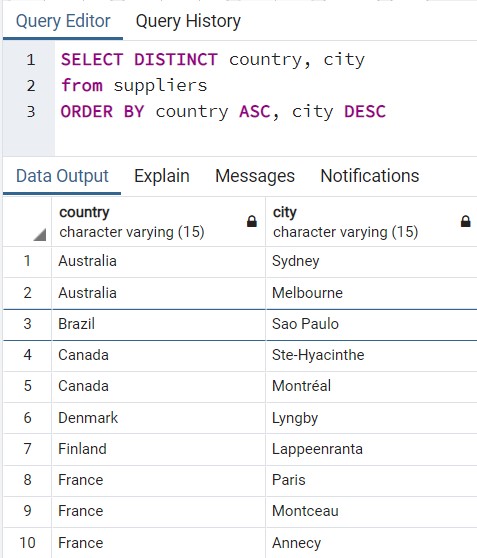 Query Editor Query History
1 SELECT DISTINCT country, city
2 from suppliers
3 ORDER BY country ASC, city DESC
Data Output Explain Messages Notifications
country city
character varying (15) character varying (15)
1 Australia Sydney
2 Australia Melbourne
3 Brazil Sao Paulo
4 Canada Ste-Hyacinthe
5 Canada Montréal
6 Denmark Lyngby
7 Finland Lappeenranta
8 France Paris
9 France Montceau
10 France Annecy